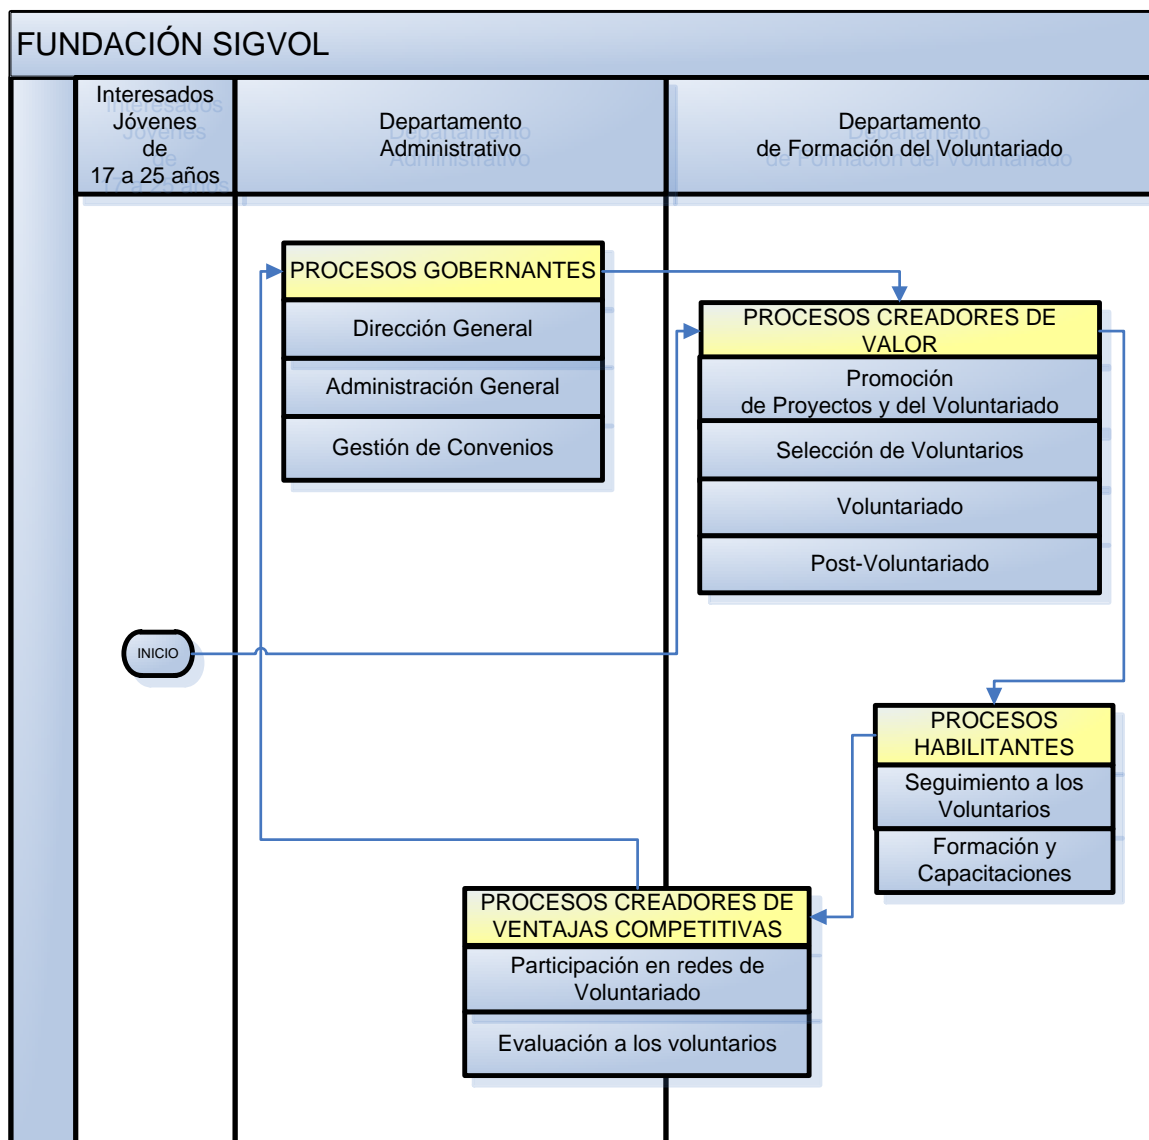 FUNDACIÓN SIGVOL
Interesados
Jóvenes
de
17 a 25 años
Departamento
Administrativo
Departamento
de Formación del Voluntariado
PROCESOS GOBERNANTES
Dirección General
Administración General
Gestión de Convenios
PROCESOS CREADORES DE
VALOR
Promoción
de Proyectos y del Voluntariado
Selección de Voluntarios
Voluntariado
Post-Voluntariado
INICIO
PROCESOS
HABILITANTES
Seguimiento a los
Voluntarios
Formación y
Capacitaciones
PROCESOS CREADORES DE
VENTAJAS COMPETITIVAS
Participación en redes de
Voluntariado
Evaluación a los voluntarios